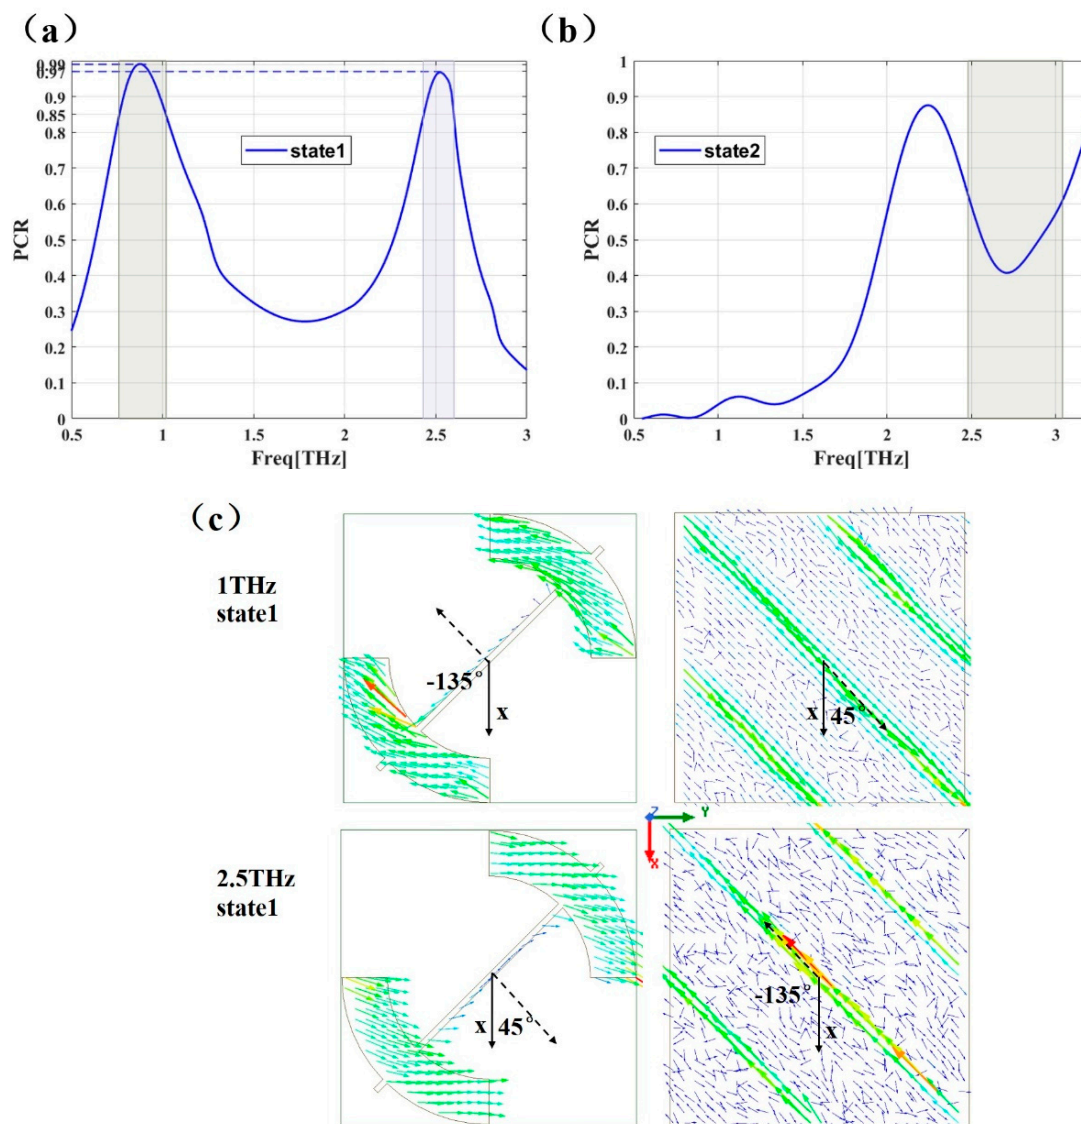 (a)
0.99
0.97
0.9
0.85
0.8
0.7
0.6
0.5
0.4
0.3
0.2
0.1
0
PCR
state1
0.5 1 1.5 2 2.5 3
Freq[THz]
(b)
1
0.9
0.8
0.7
0.6
0.5
0.4
0.3
0.2
0.1
0
PCR
state2
0.5 1 1.5 2 2.5 3
Freq[THz]
(c)
1THz
state1
-135°
x
x
45°
Z
Y
X
2.5THz
state1
x
45°
-135°
x